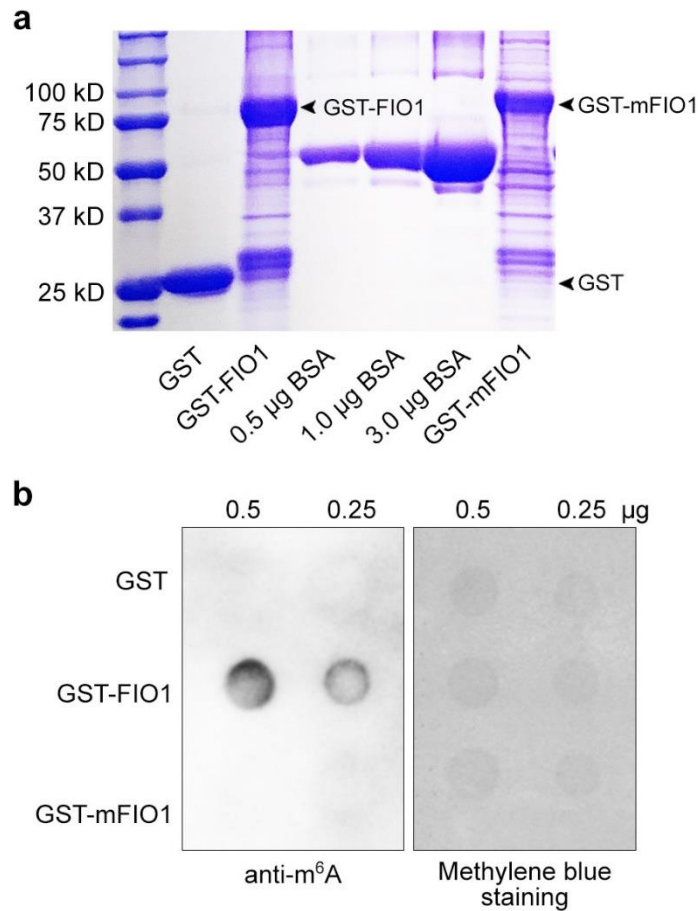 a
100 kD
75 kD
50 kD
37 kD
25 kD
GST-FIO1
GST-mFIO1
GST
GST
GST-FIO1
0.5 µg BSA
1.0 µg BSA
3.0 µg BSA
GST-mFIO1
b
0.5 0.25 0.5 0.25 µg
GST
GST-FIO1
GST-mFIO1
anti-m⁶A
Methylene blue
staining